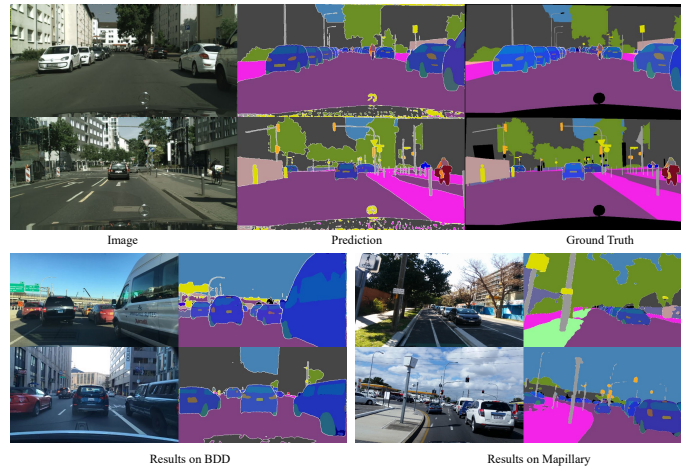 Image
Prediction
Ground Truth
Results on BDD
Results on Mapillary